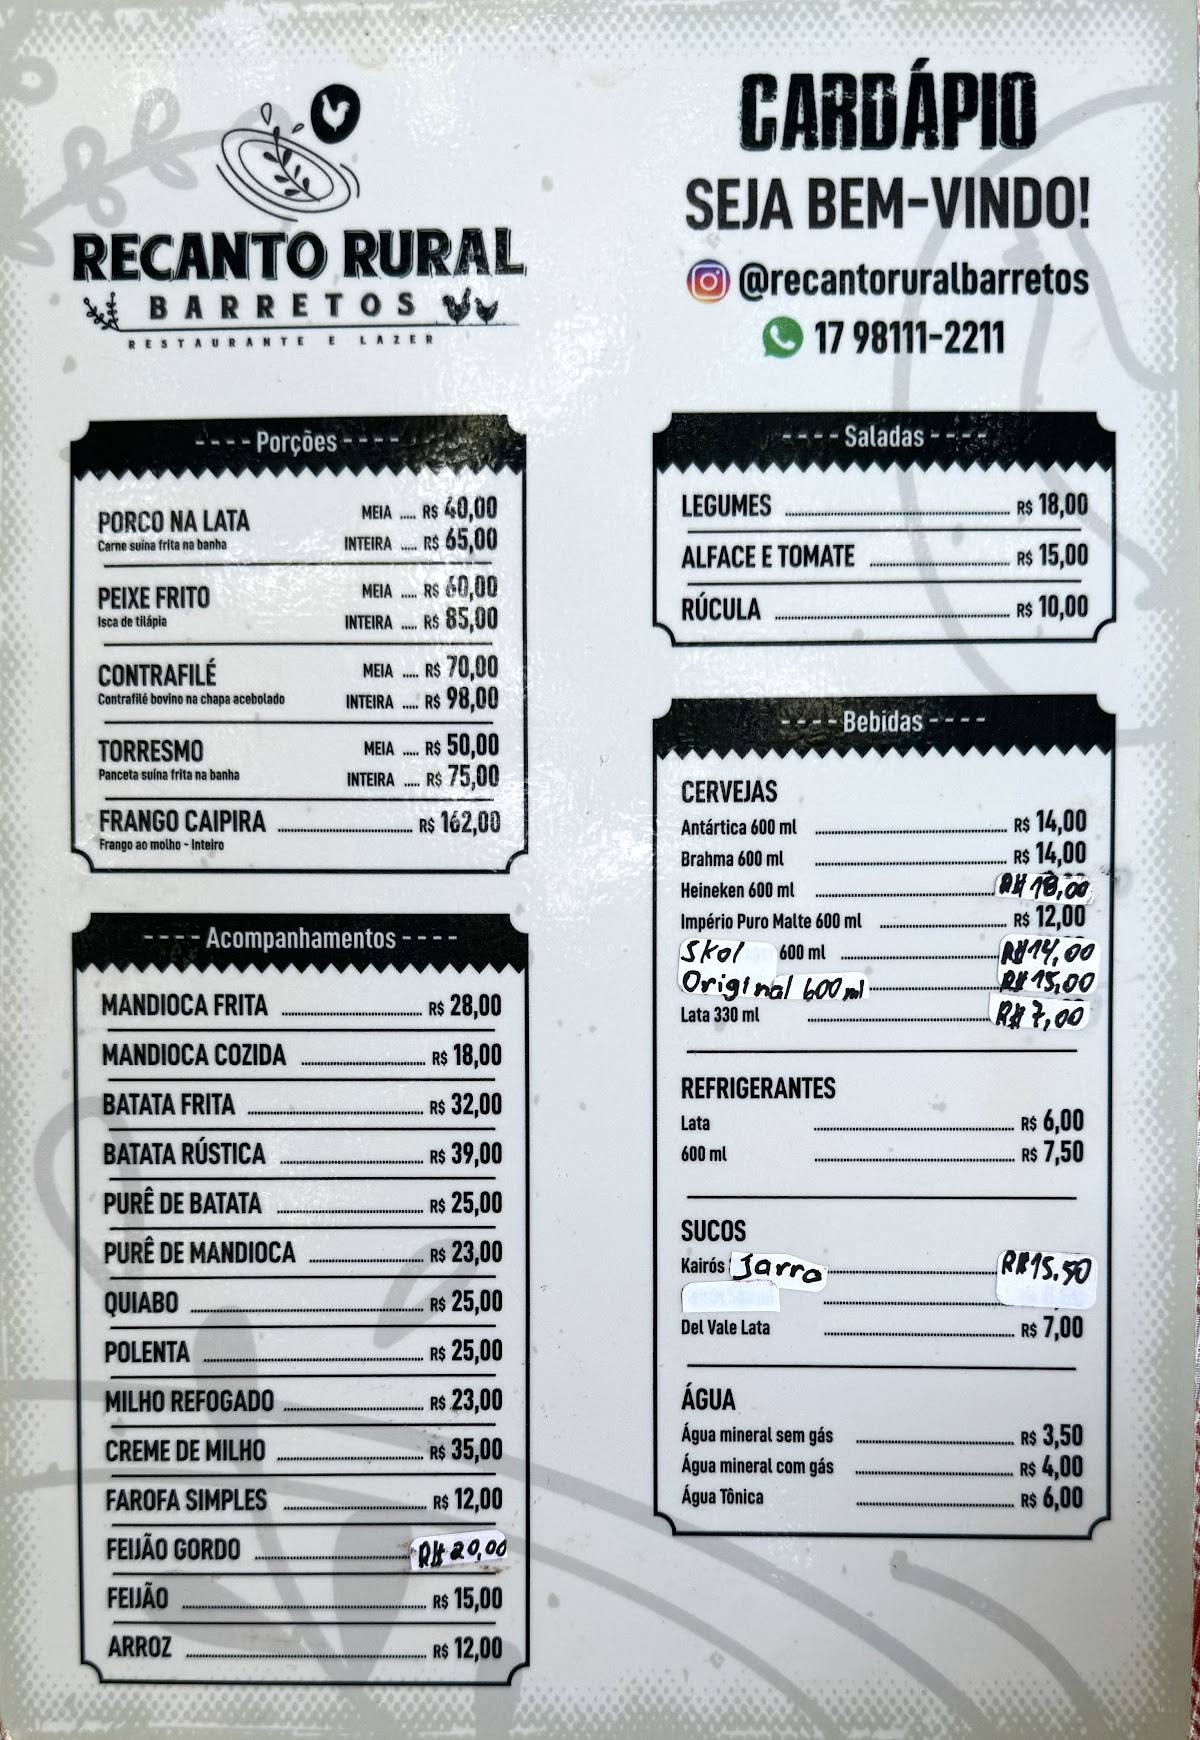 RECANTO RURAL
BARRETOS
RESTAURANTE E LAZER
CARDÁPIO
SEJA BEM-VINDO!
@recantoruralbarretos
17 98111-2211
---- Porções ----
PORCO NA LATA MEIA ..... R$ 40,00
Carne suína frita na banha INTEIRA ..... R$ 65,00
PEIXE FRITO MEIA ..... R$ 60,00
Isca de tilápia INTEIRA ..... R$ 85,00
CONTRAFILÉ MEIA ..... R$ 70,00
Contrafilé bovino na chapa acebolado INTEIRA ..... R$ 98,00
TORRESMO MEIA ..... R$ 50,00
Panceta suína frita na banha INTEIRA ..... R$ 75,00
FRANGO CAIPIRA ..... R$ 162,00
Frango ao molho - Inteiro
---- Acompanhamentos ----
MANDIOCA FRITA ..... R$ 28,00
MANDIOCA COZIDA ..... R$ 18,00
BATATA FRITA ..... R$ 32,00
BATATA RÚSTICA ..... R$ 39,00
PURÊ DE BATATA ..... R$ 25,00
PURÊ DE MANDIOCA ..... R$ 23,00
QUIABO ..... R$ 25,00
POLENTA ..... R$ 25,00
MILHO REFOGADO ..... R$ 23,00
CREME DE MILHO ..... R$ 35,00
FAROFA SIMPLES ..... R$ 12,00
FEIJÃO GORDO ..... R$ 20,00
FEIJÃO ..... R$ 15,00
ARROZ ..... R$ 12,00
---- Saladas ----
LEGUMES ..... R$ 18,00
ALFACE E TOMATE ..... R$ 15,00
RÚCULA ..... R$ 10,00
---- Bebidas ----
CERVEJAS
Antártica 600 ml ..... R$ 14,00
Brahma 600 ml ..... R$ 14,00
Heineken 600 ml ..... R$ 18,00
Império Puro Malte 600 ml ..... R$ 12,00
Skol 600 ml ..... R$ 14,00
Original 600 ml ..... R$ 15,00
Lata 330 ml ..... R$ 7,00
REFRIGERANTES
Lata ..... R$ 6,00
600 ml ..... R$ 7,50
SUCOS
Kairós Jarra ..... R$ 15.50
Del Vale Lata ..... R$ 7,00
ÁGUA
Água mineral sem gás ..... R$ 3,50
Água mineral com gás ..... R$ 4,00
Água Tônica ..... R$ 6,00